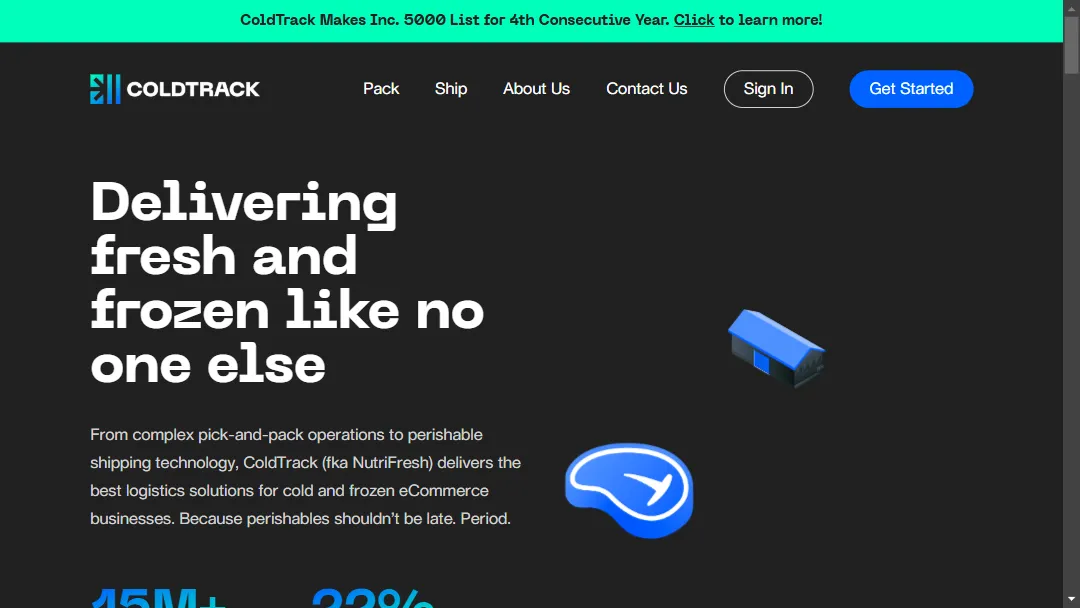 ColdTrack Makes Inc. 5000 List for 4th Consecutive Year. Click to learn more!
COLDTRACK
Pack
Ship
About Us
Contact Us
Sign In
Get Started
Delivering
fresh and
frozen like no
one else
From complex pick-and-pack operations to perishable
shipping technology, ColdTrack (fka NutriFresh) delivers the
best logistics solutions for cold and frozen eCommerce
businesses. Because perishables shouldn't be late. Period.
15M+